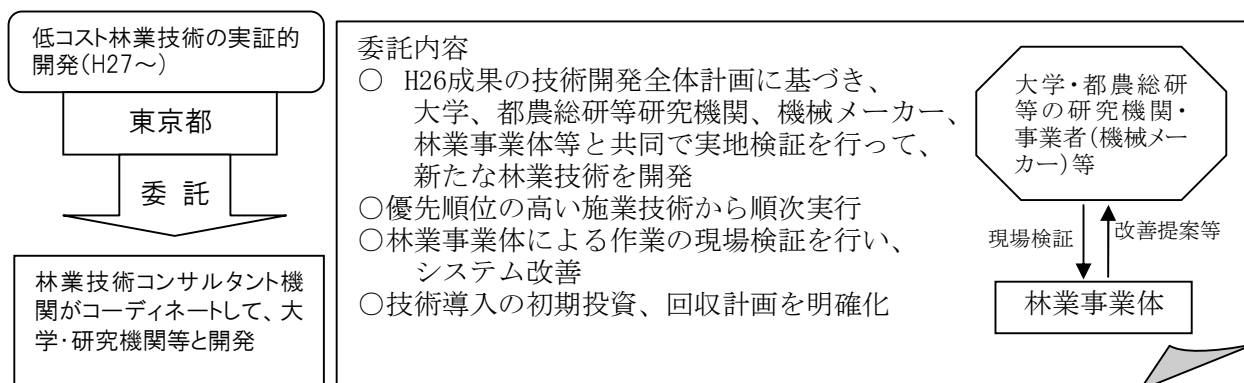 低コスト林業技術の実証的
開発(H27～)
東京都
委 託
林業技術コンサルタント機
関がコーディネートして、大
学・研究機関等と開発
委託内容
○ H26成果の技術開発全体計画に基づき、
大学、都農総研等研究機関、機械メーカー、
林業事業体等と共同で実地検証を行って、
新たな林業技術を開発
○優先順位の高い施業技術から順次実行
○林業事業体による作業の現場検証を行い、
システム改善
○技術導入の初期投資、回収計画を明確化
大学・都農総研
等の研究機関・
事業者(機械メー
カー)等
現場検証
改善提案等
林業事業体